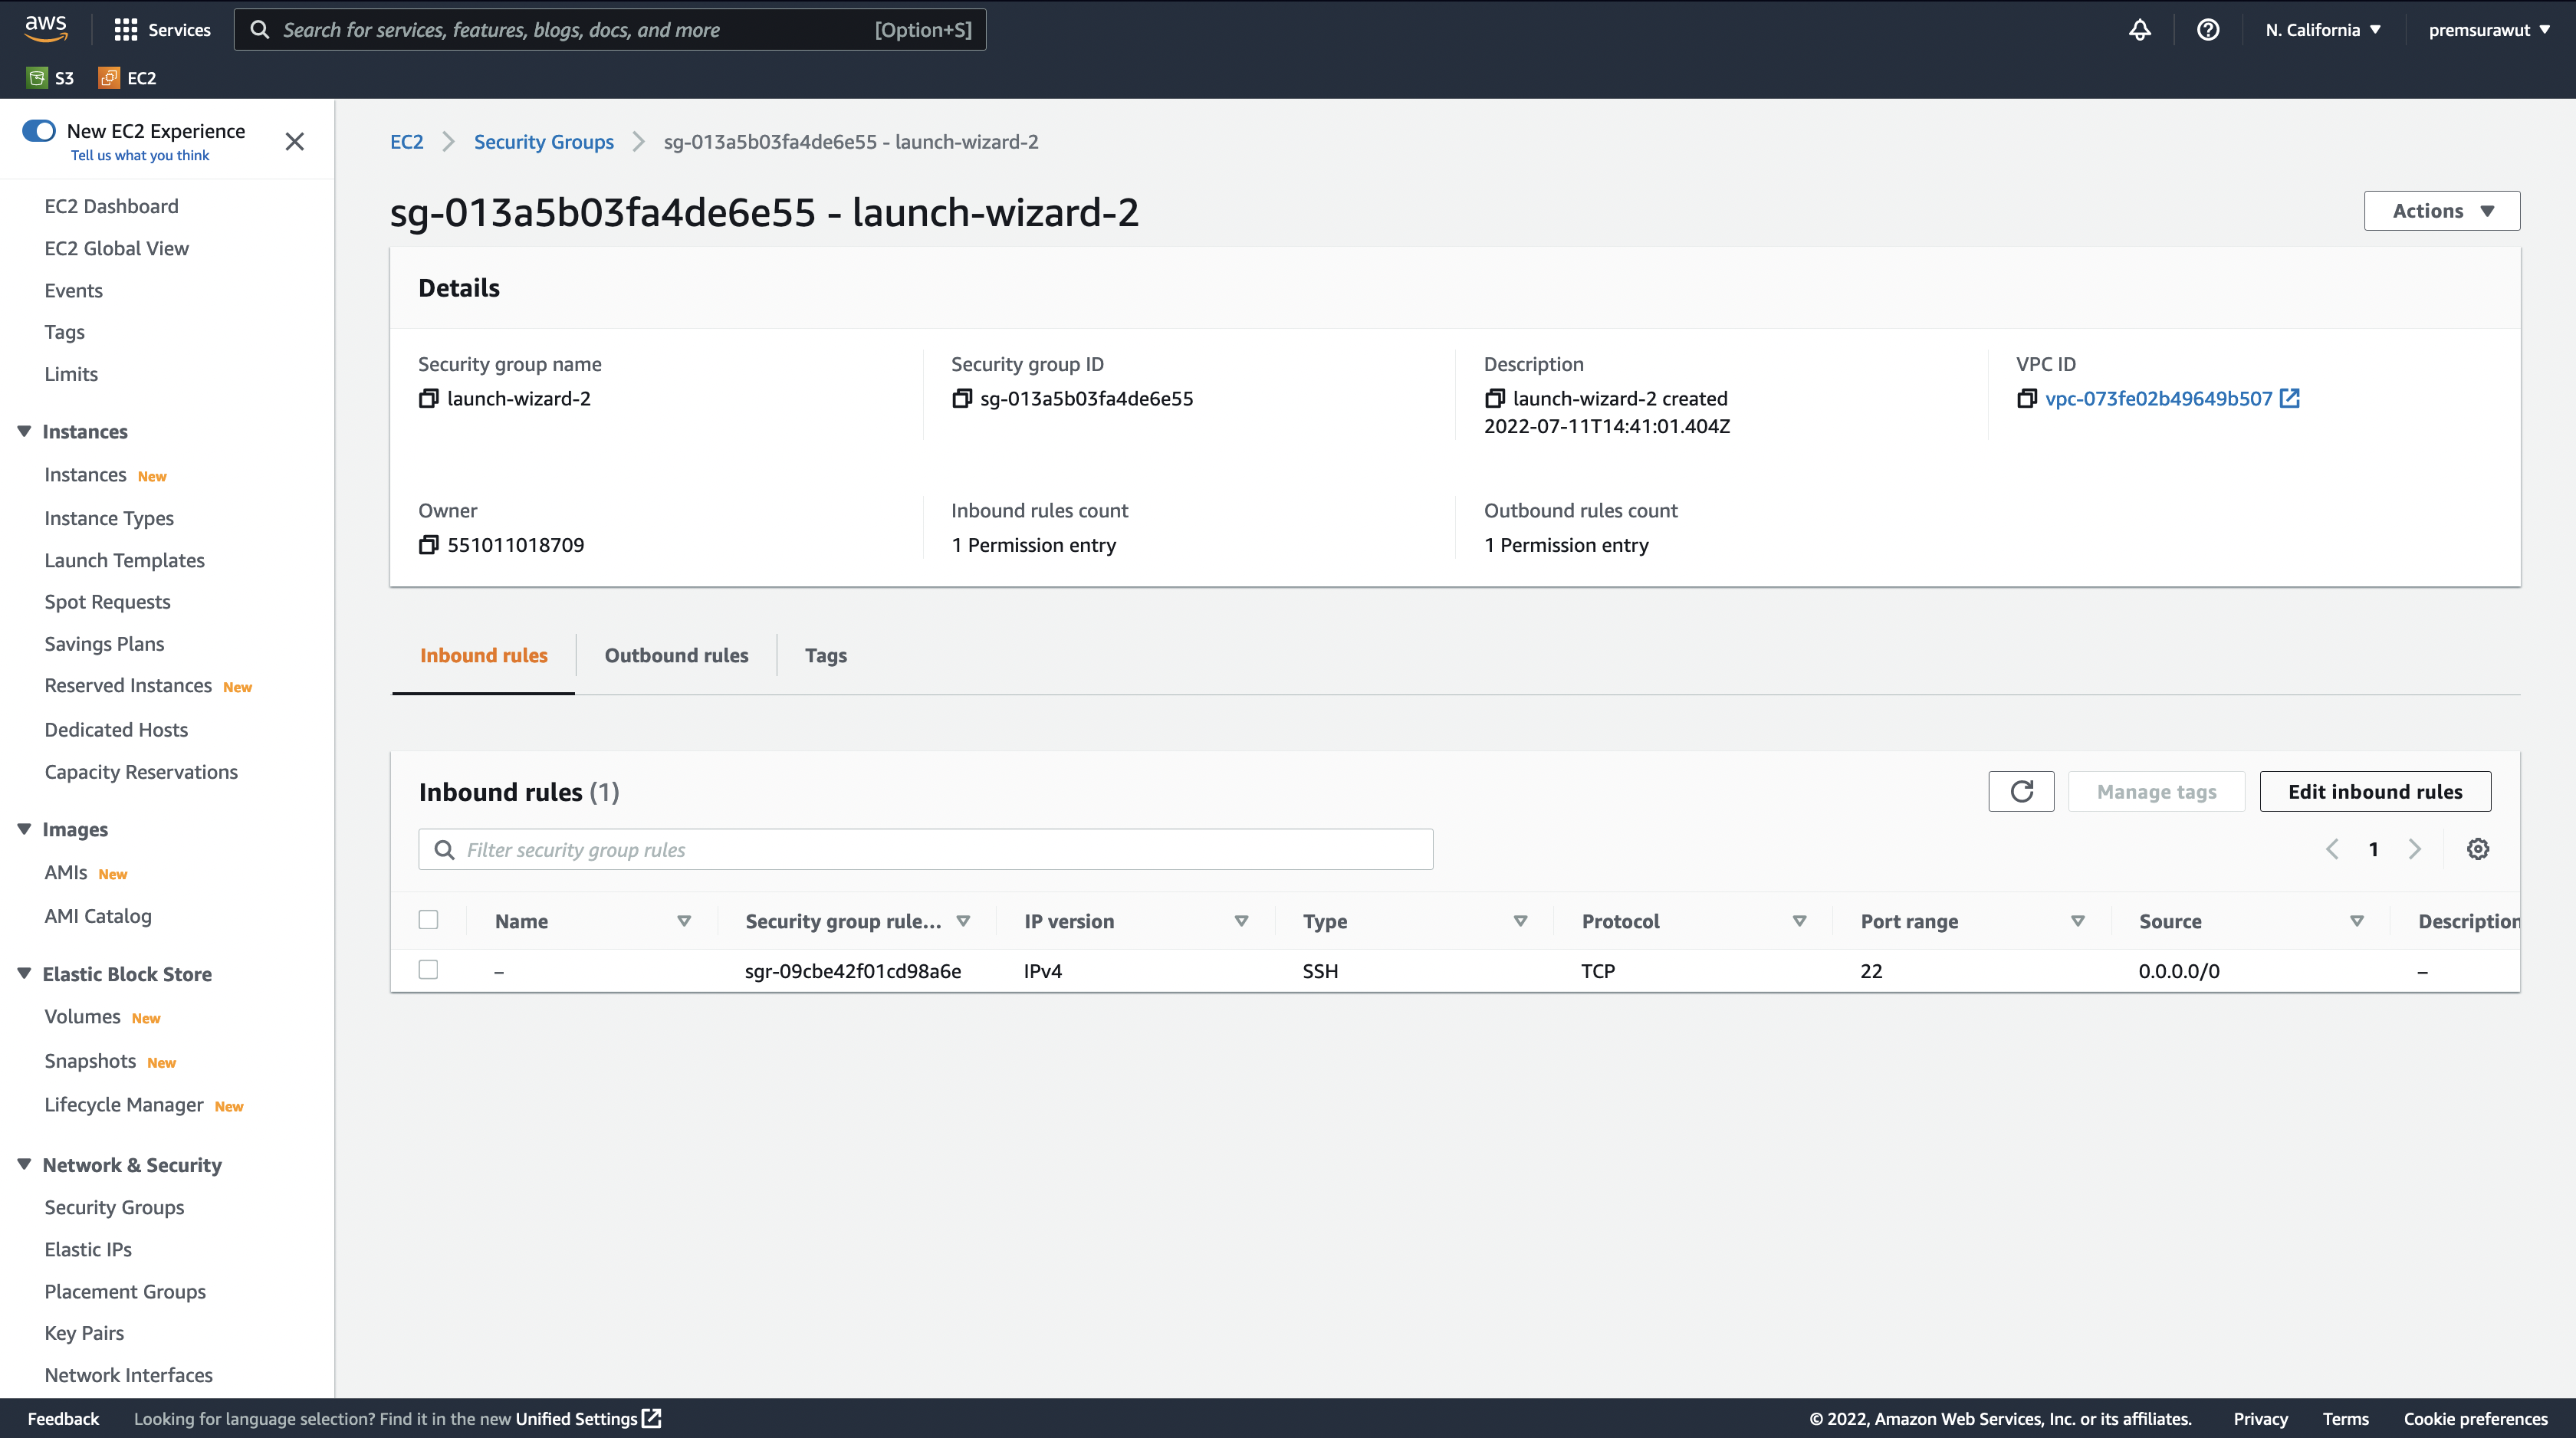 aws
Services
Search for services, features, blogs, docs, and more [Option+S]
N. California
premsurawut
S3
EC2
New EC2 Experience
Tell us what you think
EC2 Dashboard
EC2 Global View
Events
Tags
Limits
Instances
Instances New
Instance Types
Launch Templates
Spot Requests
Savings Plans
Reserved Instances New
Dedicated Hosts
Capacity Reservations
Images
AMIs New
AMI Catalog
Elastic Block Store
Volumes New
Snapshots New
Lifecycle Manager New
Network & Security
Security Groups
Elastic IPs
Placement Groups
Key Pairs
Network Interfaces
EC2 > Security Groups > sg-013a5b03fa4de6e55 - launch-wizard-2
sg-013a5b03fa4de6e55 - launch-wizard-2
Actions
Details
Security group name
launch-wizard-2
Security group ID
sg-013a5b03fa4de6e55
Description
launch-wizard-2 created
2022-07-11T14:41:01.404Z
VPC ID
vpc-073fe02b49649b507
Owner
551011018709
Inbound rules count
1 Permission entry
Outbound rules count
1 Permission entry
Inbound rules
Outbound rules
Tags
Inbound rules (1)
Manage tags
Edit inbound rules
Filter security group rules
1
Name Security group rule... IP version Type Protocol Port range Source Description
– sgr-09cbe42f01cd98a6e IPv4 SSH TCP 22 0.0.0.0/0 –
Feedback
Looking for language selection? Find it in the new Unified Settings
© 2022, Amazon Web Services, Inc. or its affiliates.
Privacy
Terms
Cookie preferences